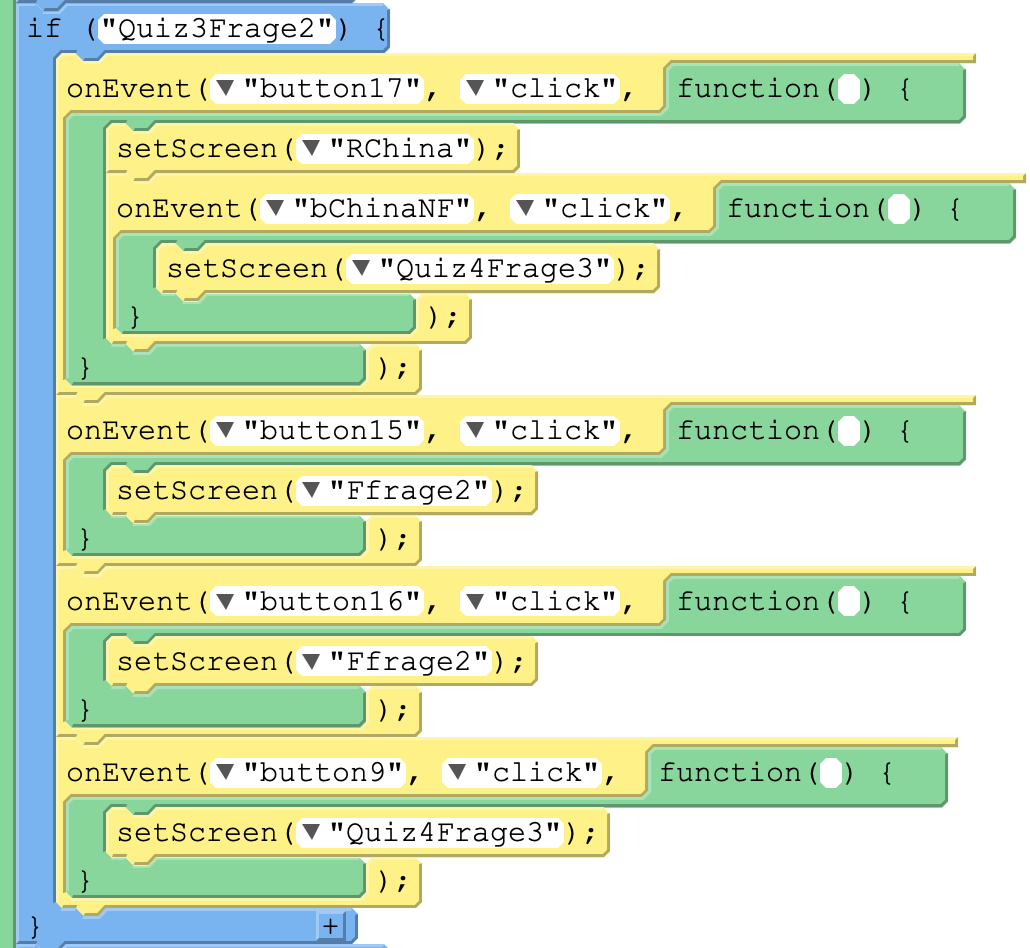 if ("Quiz3Frage2") {
onEvent(▼ "button17", ▼ "click", function( ) {
setScreen(▼ "RChina");
onEvent(▼ "bChinaNF", ▼ "click", function( ) {
setScreen(▼ "Quiz4Frage3");
} );
} );
onEvent(▼ "button15", ▼ "click", function( ) {
setScreen(▼ "Ffrage2");
} );
onEvent(▼ "button16", ▼ "click", function( ) {
setScreen(▼ "Ffrage2");
} );
onEvent(▼ "button9", ▼ "click", function( ) {
setScreen(▼ "Quiz4Frage3");
} );
} +